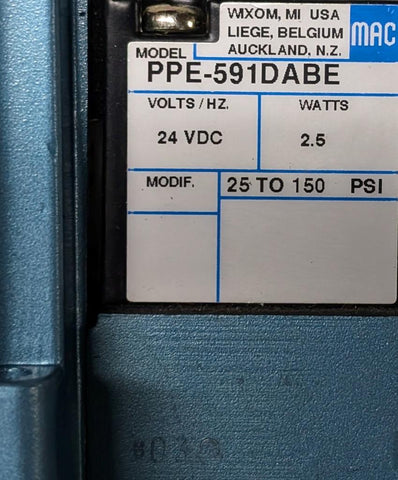 WIXOM, MI USA
LIEGE, BELGIUM
AUCKLAND, N.Z.
MAC
MODEL
PPE-591DABE
VOLTS/HZ.
WATTS
24 VDC
2.5
MODIF.
25 TO 150 PSI